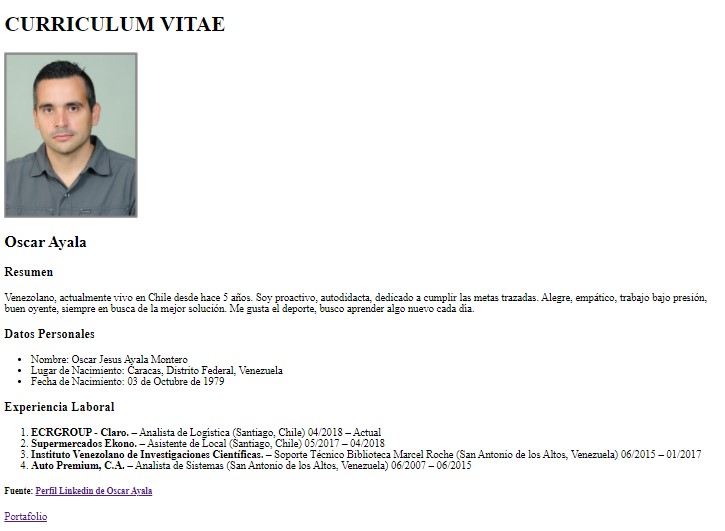 CURRICULUM VITAE
Oscar Ayala
Resumen
Venezolano, actualmente vivo en Chile desde hace 5 años. Soy proactivo, autodidacta, dedicado a cumplir las metas trazadas. Alegre, empático, trabajo bajo presión,
buen oyente, siempre en busca de la mejor solución. Me gusta el deporte, busco aprender algo nuevo cada día.
Datos Personales
• Nombre: Oscar Jesus Ayala Montero
• Lugar de Nacimiento: Caracas, Distrito Federal, Venezuela
• Fecha de Nacimiento: 03 de Octubre de 1979
Experiencia Laboral
1. ECRGROUP - Claro. – Analista de Logística (Santiago, Chile) 04/2018 – Actual
2. Supermercados Ekono. – Asistente de Local (Santiago, Chile) 05/2017 – 04/2018
3. Instituto Venezolano de Investigaciones Científicas. – Soporte Técnico Biblioteca Marcel Roche (San Antonio de los Altos, Venezuela) 06/2015 – 01/2017
4. Auto Premium, C.A. – Analista de Sistemas (San Antonio de los Altos, Venezuela) 06/2007 – 06/2015
Fuente: Perfil Linkedin de Oscar Ayala
Portafolio